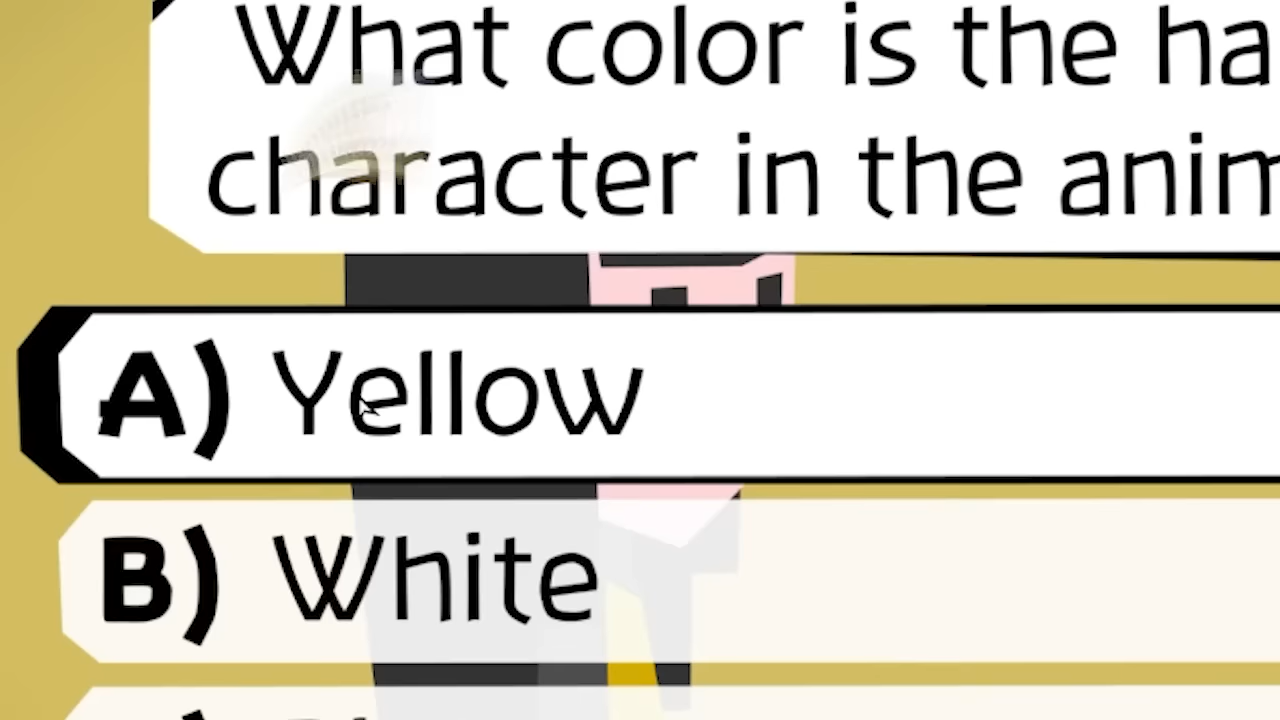 What color is the ha
character in the anim
A) Yellow
B) White